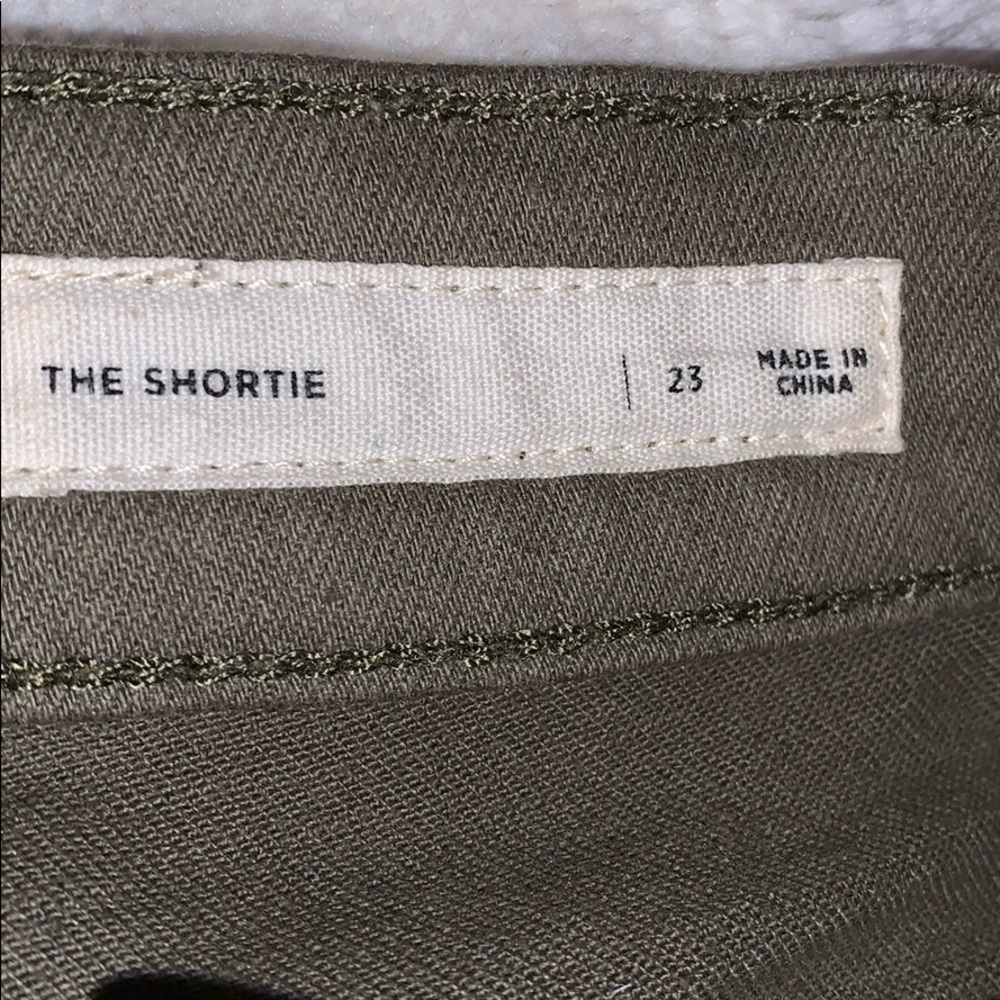 THE SHORTIE | 23 MADE IN
CHINA